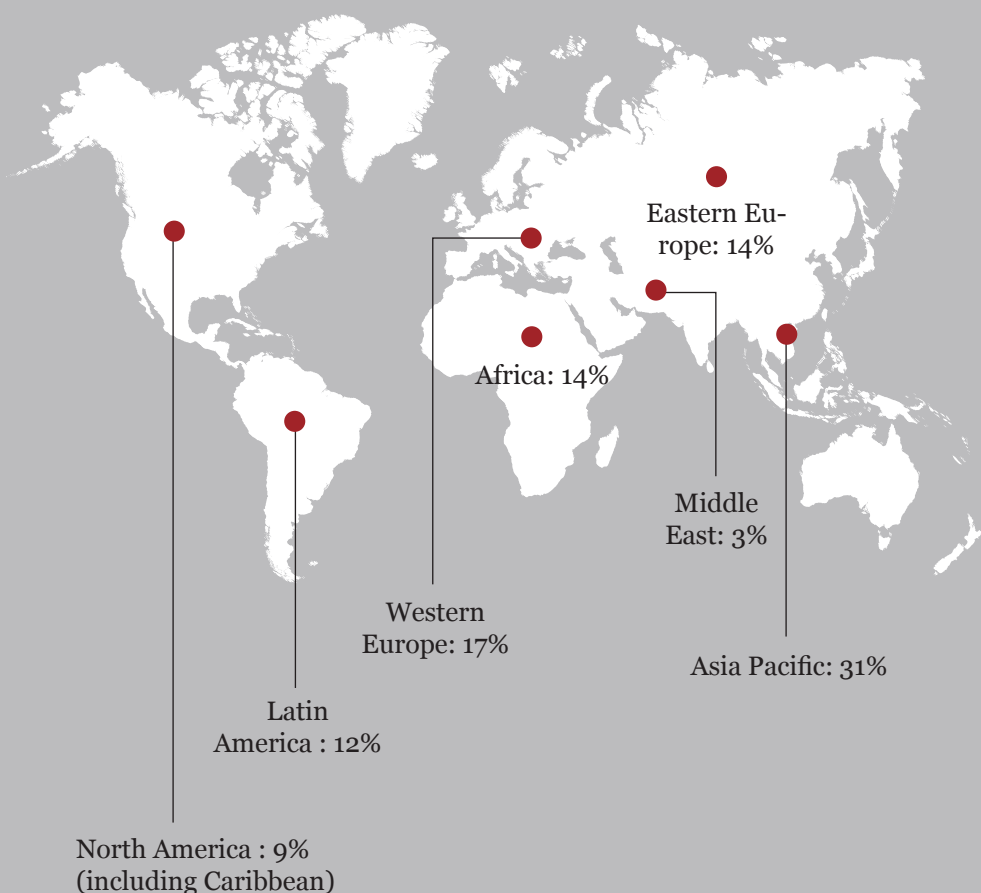 Eastern Eu-
rope: 14%
Africa: 14%
Middle
East: 3%
Western
Europe: 17%
Asia Pacific: 31%
Latin
America : 12%
North America : 9%
(including Caribbean)